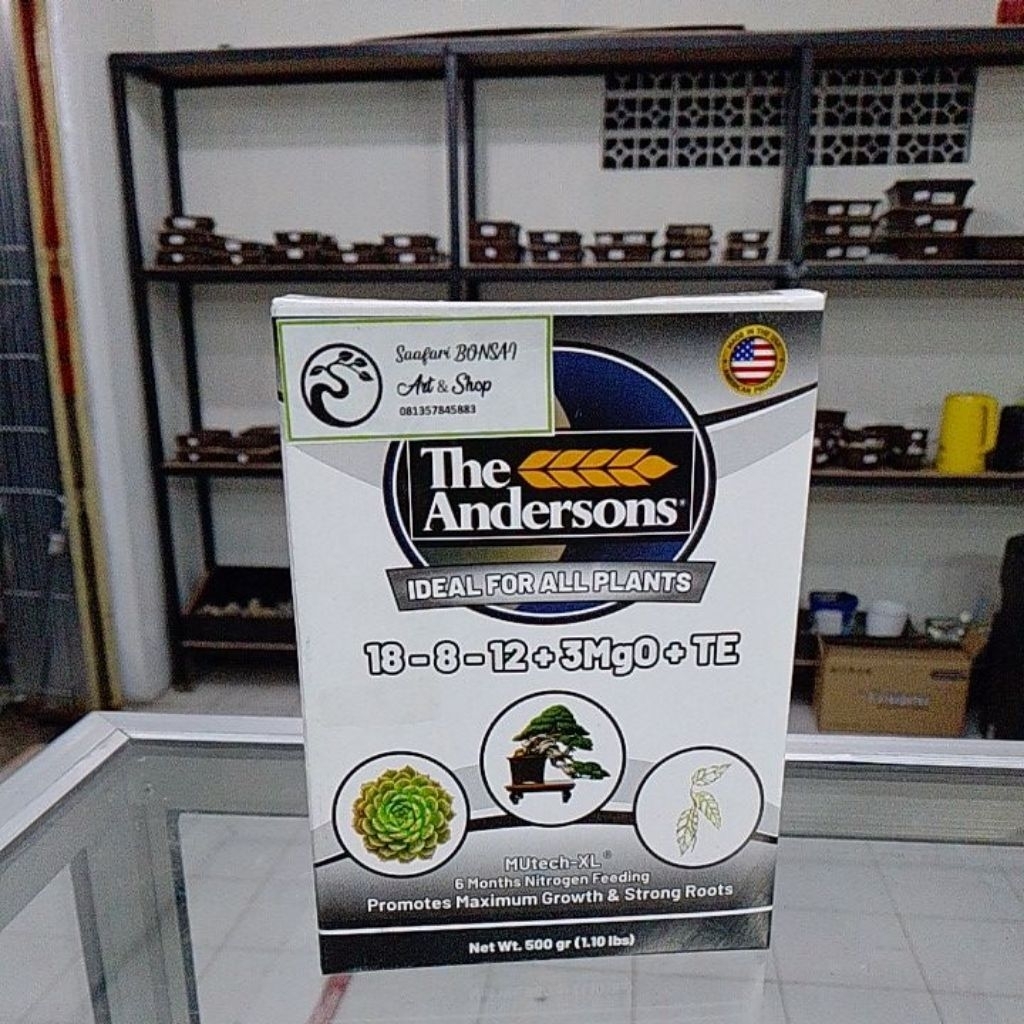 Saafari BONSAI
Art & Shop
081357845883
The
Andersons®
IDEAL FOR ALL PLANTS
18-8-12+3MgO+TE
MUtech-XL®
6 Months Nitrogen Feeding
Promotes Maximum Growth & Strong Roots
Net Wt. 500 gr (1.10 lbs)